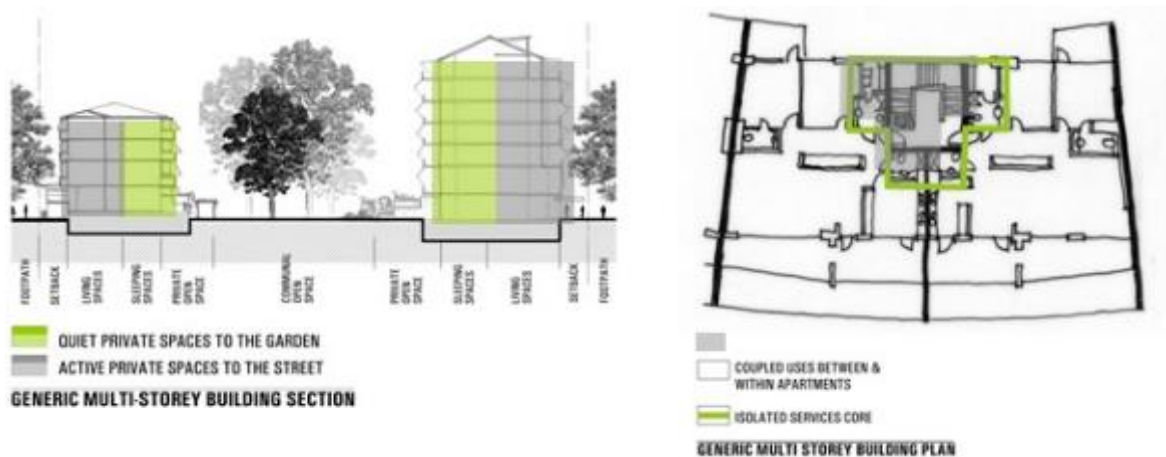 FOOTPATH
SETBACK
LIVING
SPACES
SLEEPING
SPACES
PRIVATE
OPEN
SPACE
COMMUNAL
OPEN
SPACE
PRIVATE
OPEN
SPACE
SLEEPING
SPACES
LIVING
SPACES
SETBACK
FOOTPATH
QUIET PRIVATE SPACES TO THE GARDEN
ACTIVE PRIVATE SPACES TO THE STREET
GENERIC MULTI-STOREY BUILDING SECTION
COUPLED USES BETWEEN &
WITHIN APARTMENTS
ISOLATED SERVICES CORE
GENERIC MULTI STOREY BUILDING PLAN